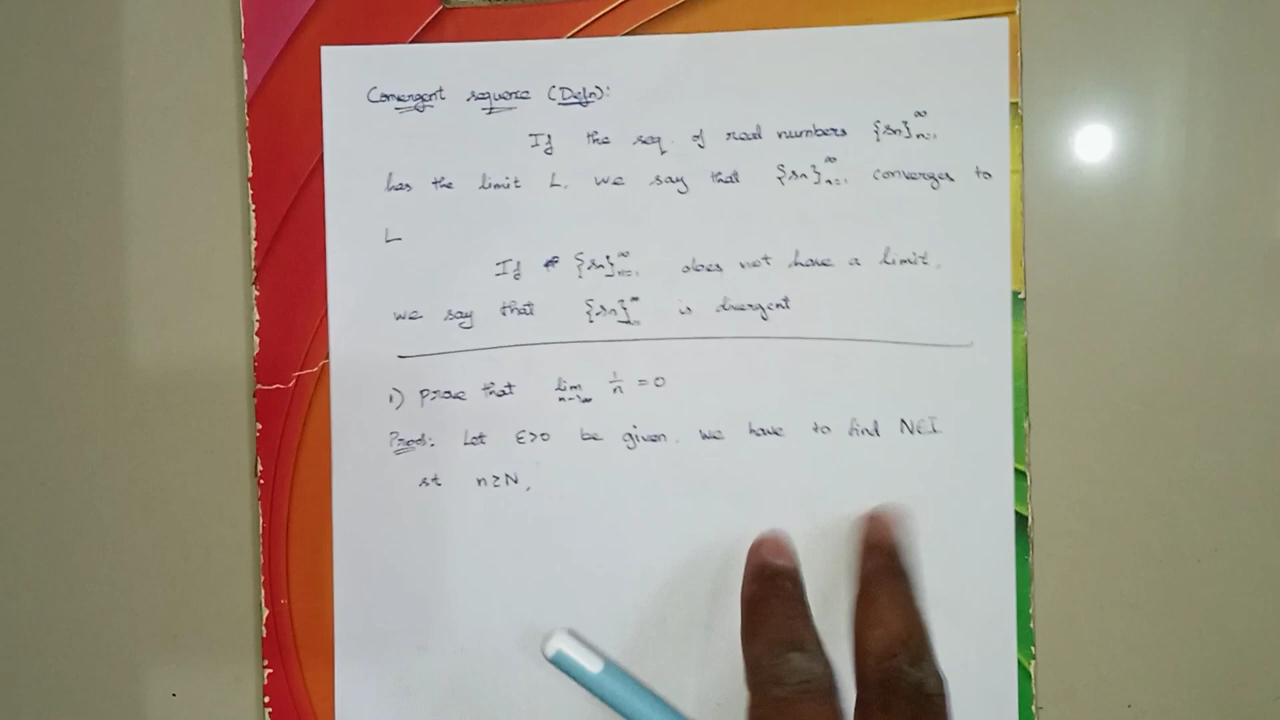 Convergent sequence (Defn):
If the seq. of real numbers {sn}∞n=1
has the limit L. we say that {sn}∞n=1 converges to
L
If {sn}∞n=1 does not have a limit.
we say that {sn}∞n=1 is divergent
1) prove that lim n→∞ 1/n = 0
Proof: Let ε>0 be given. we have to find N∈I
st n≥N,